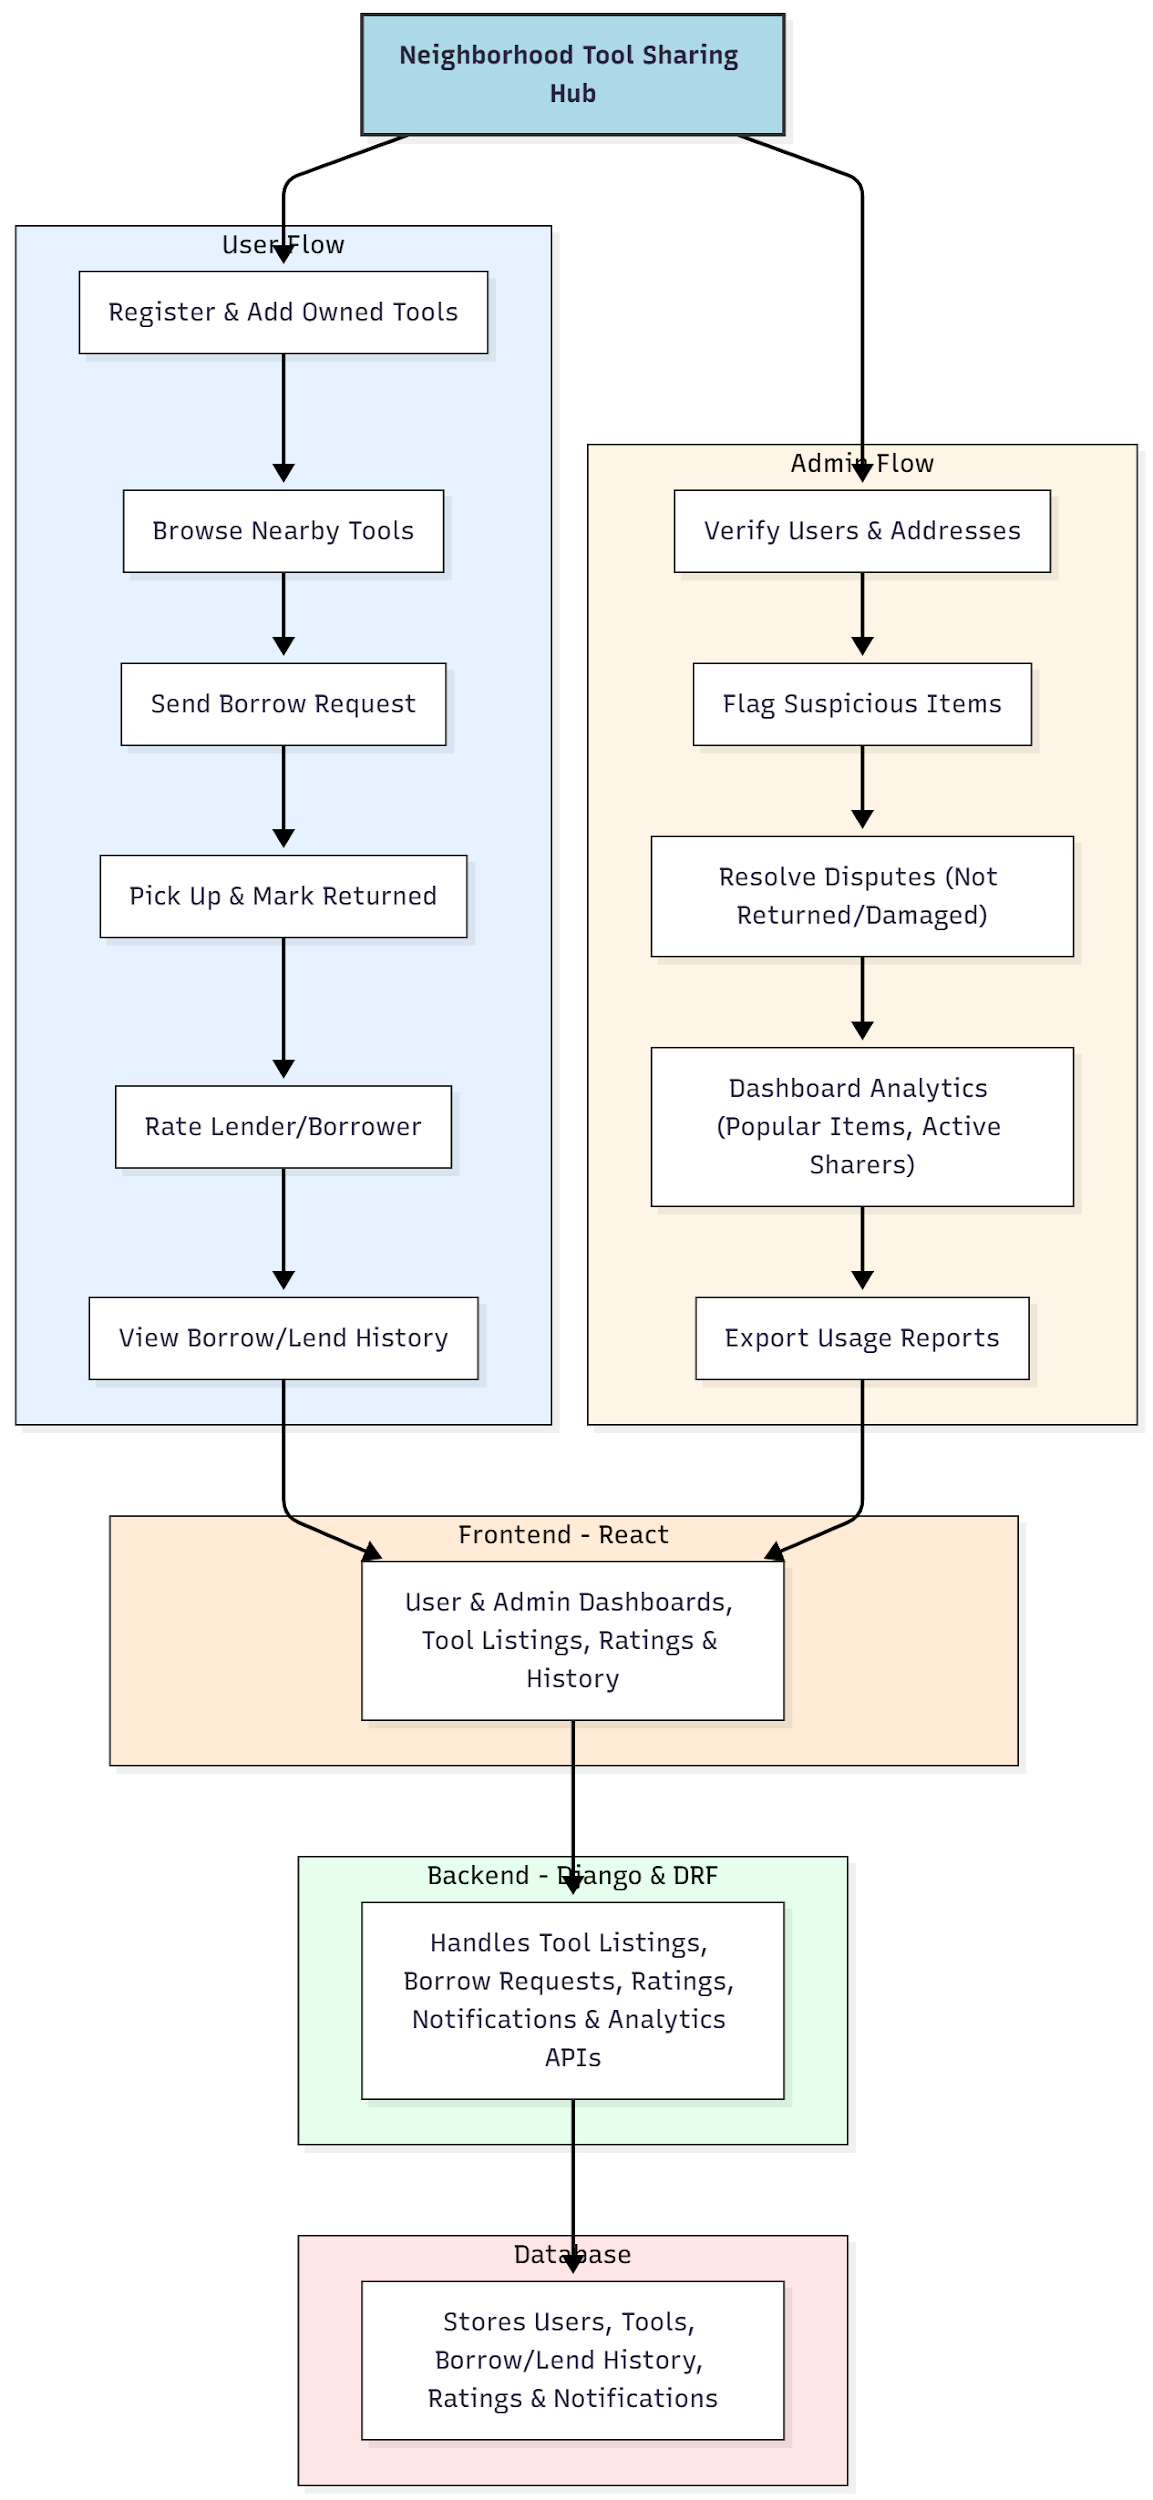 Neighborhood Tool Sharing
Hub
User Flow
Register & Add Owned Tools
Browse Nearby Tools
Send Borrow Request
Pick Up & Mark Returned
Rate Lender/Borrower
View Borrow/Lend History
Admin Flow
Verify Users & Addresses
Flag Suspicious Items
Resolve Disputes (Not
Returned/Damaged)
Dashboard Analytics
(Popular Items, Active
Sharers)
Export Usage Reports
Frontend - React
User & Admin Dashboards,
Tool Listings, Ratings &
History
Backend - Django & DRF
Handles Tool Listings,
Borrow Requests, Ratings,
Notifications & Analytics
APIs
Database
Stores Users, Tools,
Borrow/Lend History,
Ratings & Notifications